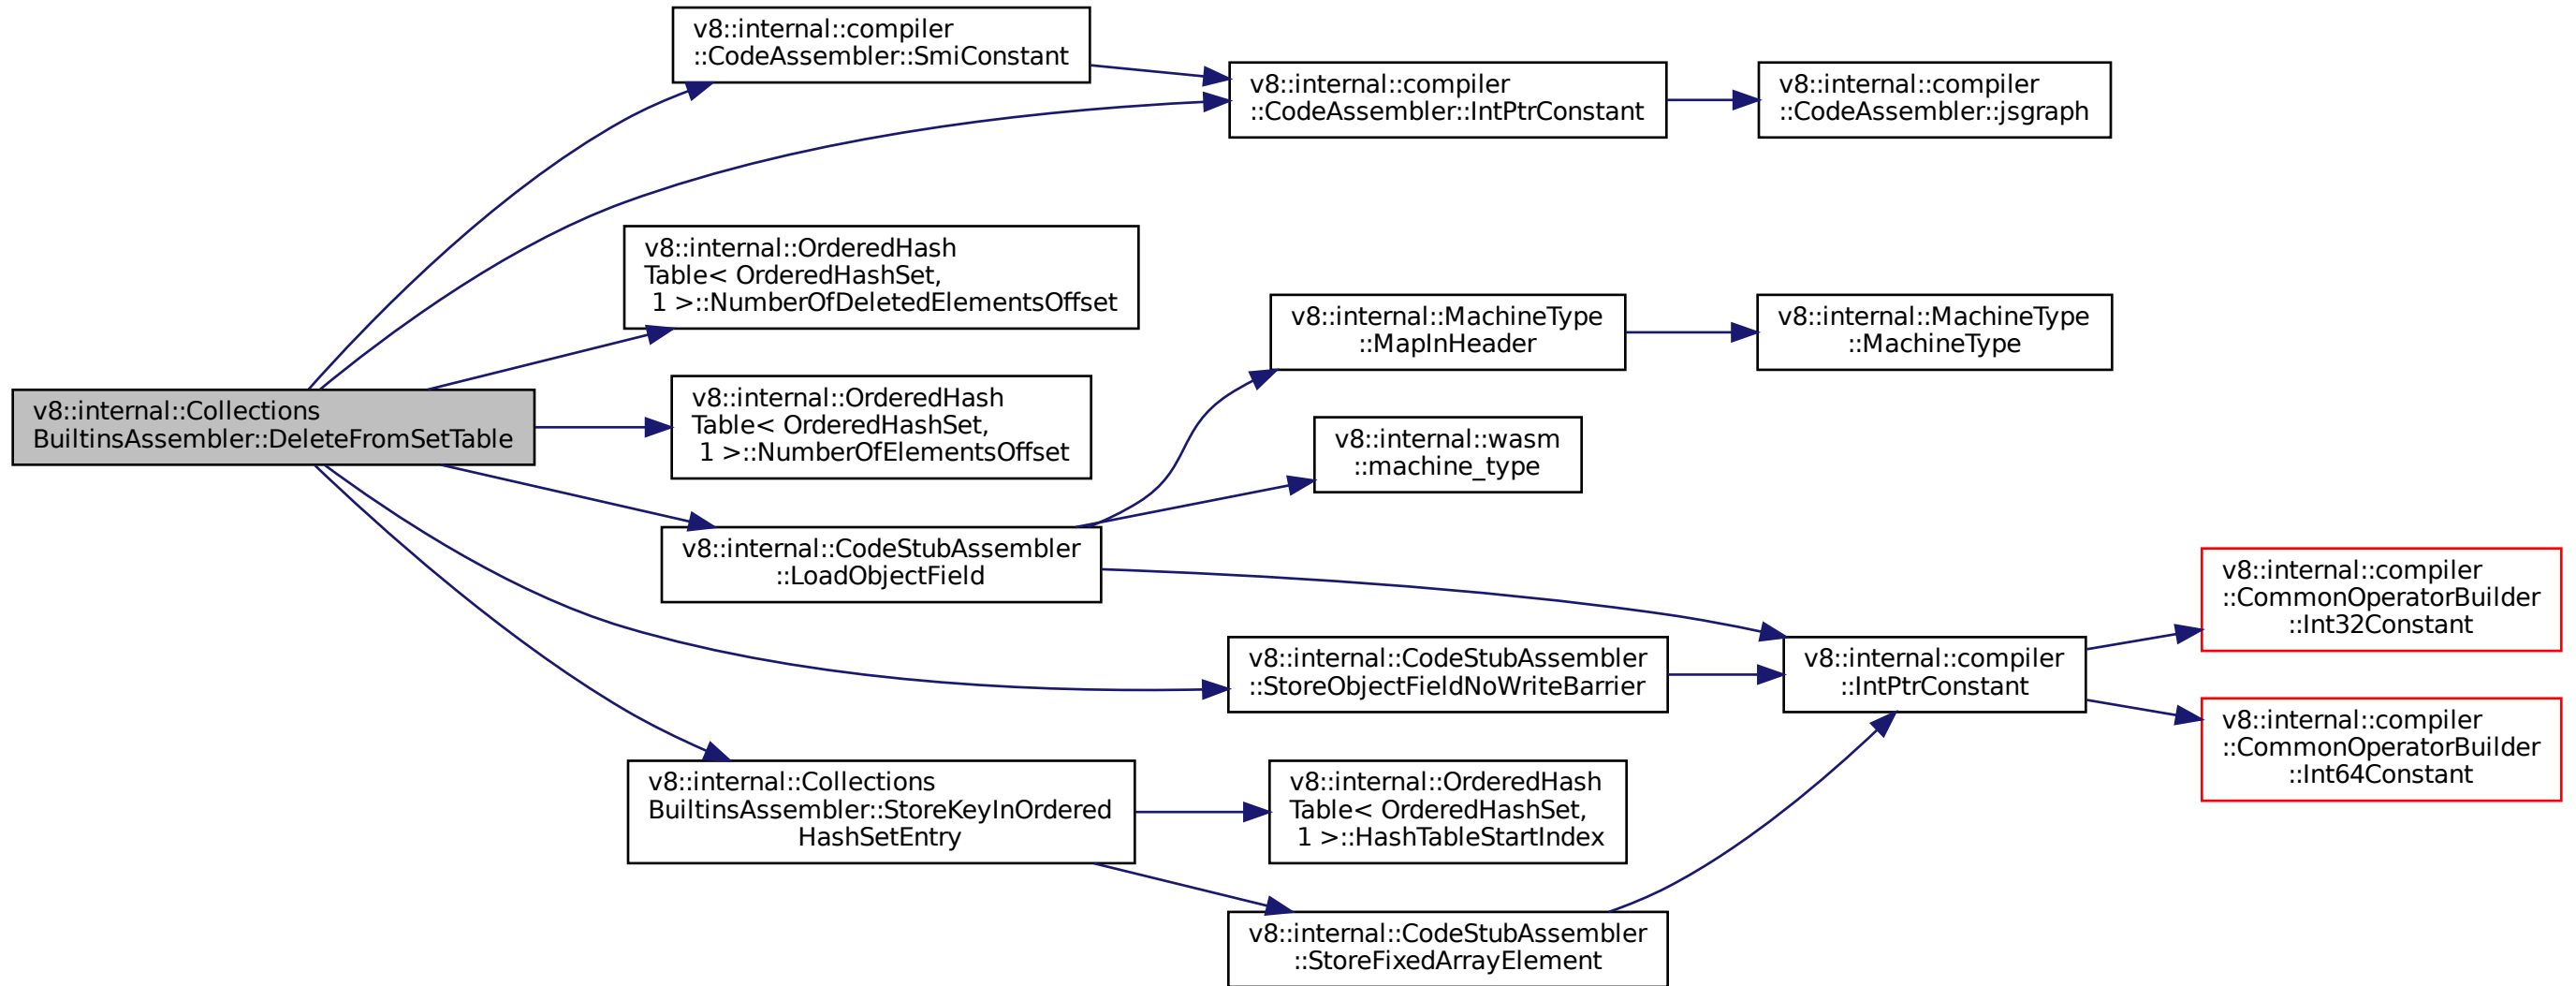 v8::internal::compiler
::CodeAssembler::SmiConstant
v8::internal::compiler
::CodeAssembler::IntPtrConstant
v8::internal::compiler
::CodeAssembler::jsgraph
v8::internal::OrderedHash
Table< OrderedHashSet,
1 >::NumberOfDeletedElementsOffset
v8::internal::MachineType
::MapInHeader
v8::internal::MachineType
::MachineType
v8::internal::Collections
BuiltinsAssembler::DeleteFromSetTable
v8::internal::OrderedHash
Table< OrderedHashSet,
1 >::NumberOfElementsOffset
v8::internal::wasm
::machine_type
v8::internal::CodeStubAssembler
::LoadObjectField
v8::internal::compiler
::CommonOperatorBuilder
::Int32Constant
v8::internal::CodeStubAssembler
::StoreObjectFieldNoWriteBarrier
v8::internal::compiler
::IntPtrConstant
v8::internal::compiler
::CommonOperatorBuilder
::Int64Constant
v8::internal::Collections
BuiltinsAssembler::StoreKeyInOrdered
HashSetEntry
v8::internal::OrderedHash
Table< OrderedHashSet,
1 >::HashTableStartIndex
v8::internal::CodeStubAssembler
::StoreFixedArrayElement